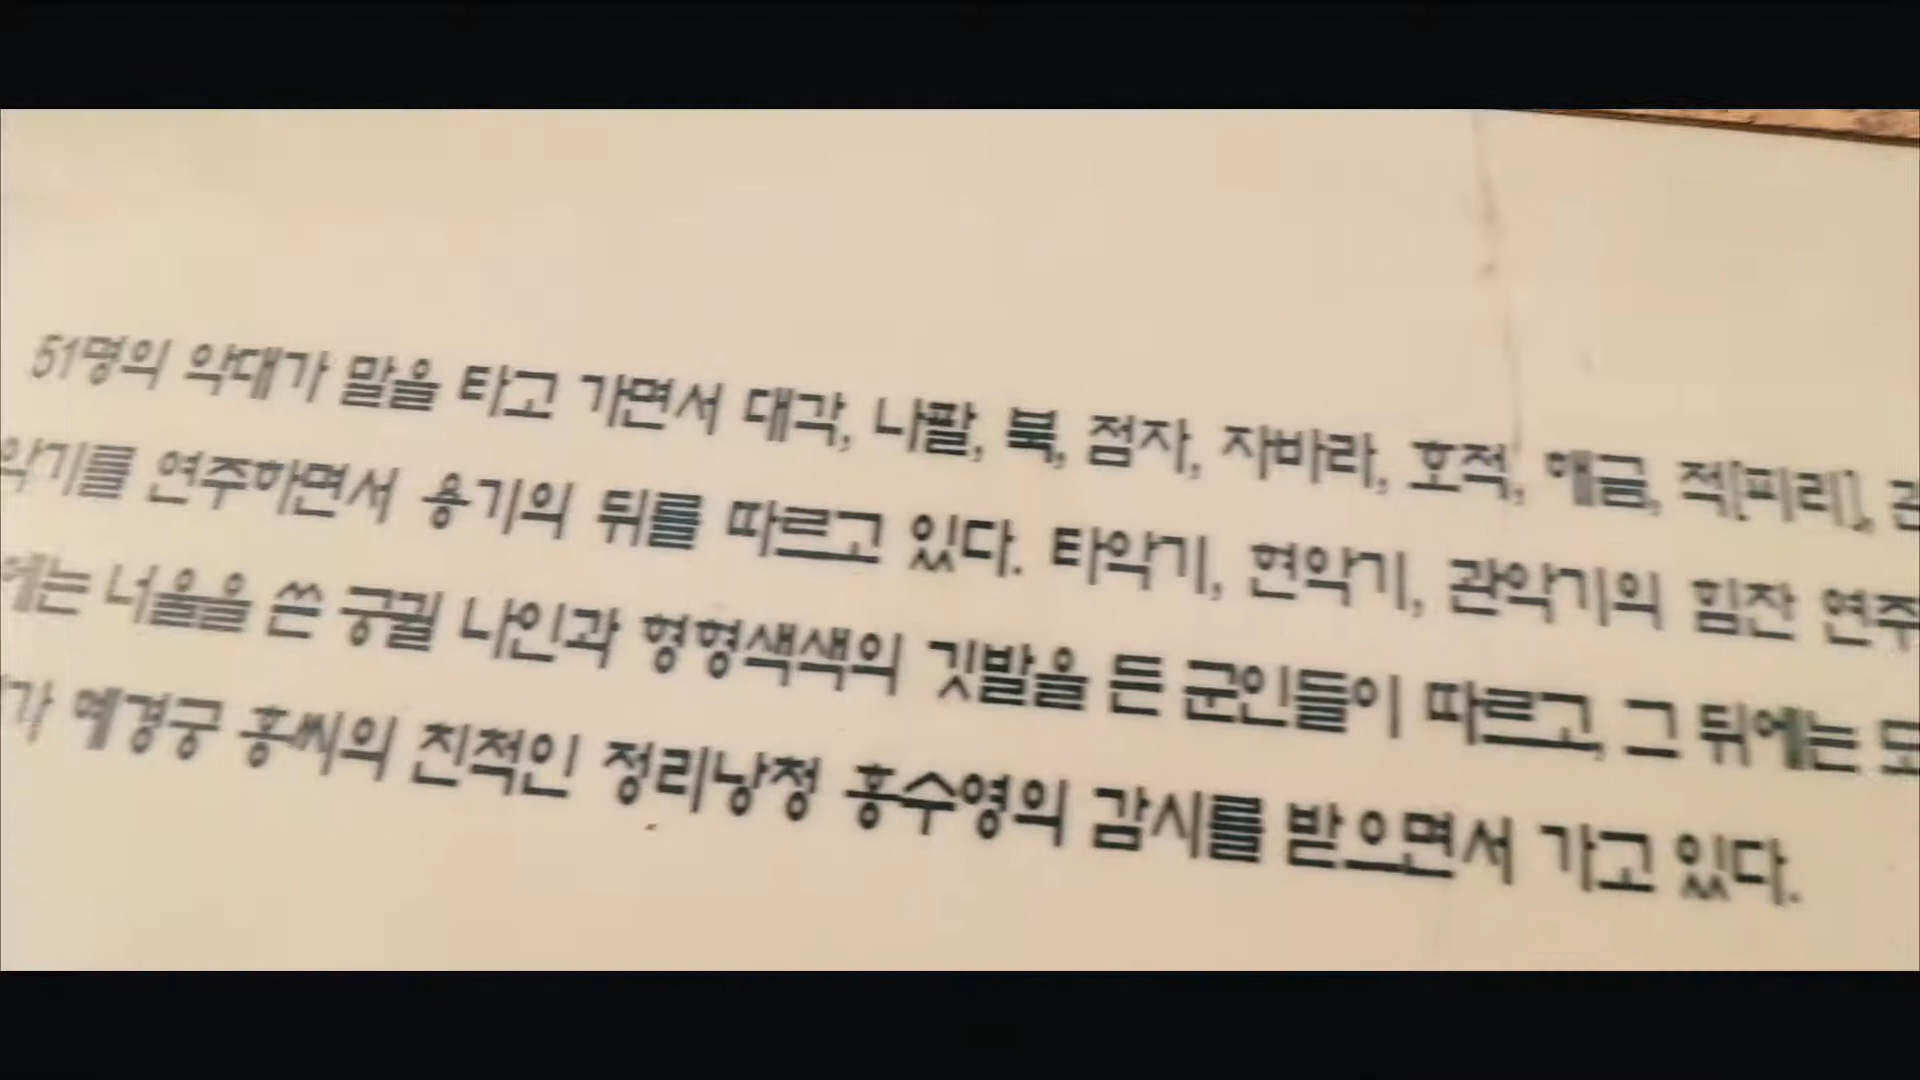 51명의 악대가 말을 타고 가면서 대각, 나팔, 북, 점자, 자바라, 호적, 해금, 적[피리],
악기를 연주하면서 용기의 뒤를 따르고 있다. 타악기, 현악기, 관악기의 힘찬 연주
에는 너울을 쓴 궁궐 나인과 형형색색의 깃발을 든 군인들이 따르고, 그 뒤에는
가 혜경궁 홍씨의 친척인 정리낭청 홍수영의 감시를 받으면서 가고 있다.